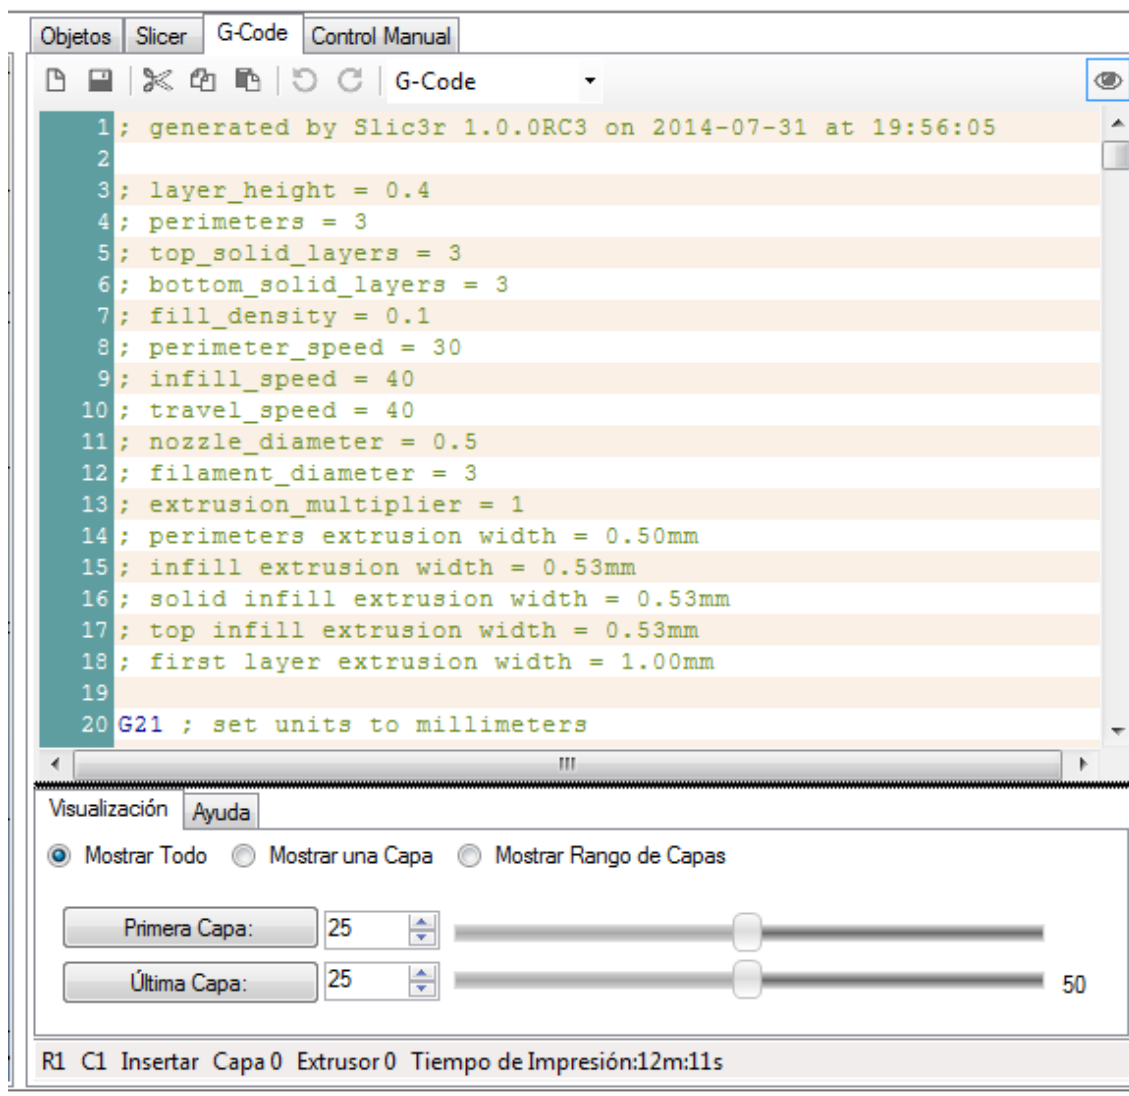 Objetos Slicer G-Code Control Manual
G-Code
1 ; generated by Slic3r 1.0.0RC3 on 2014-07-31 at 19:56:05
2
3 ; layer_height = 0.4
4 ; perimeters = 3
5 ; top_solid_layers = 3
6 ; bottom_solid_layers = 3
7 ; fill_density = 0.1
8 ; perimeter_speed = 30
9 ; infill_speed = 40
10 ; travel_speed = 40
11 ; nozzle_diameter = 0.5
12 ; filament_diameter = 3
13 ; extrusion_multiplier = 1
14 ; perimeters extrusion width = 0.50mm
15 ; infill extrusion width = 0.53mm
16 ; solid infill extrusion width = 0.53mm
17 ; top infill extrusion width = 0.53mm
18 ; first layer extrusion width = 1.00mm
19
20 G21 ; set units to millimeters
Visualización Ayuda
Mostrar Todo Mostrar una Capa Mostrar Rango de Capas
Primera Capa: 25
Última Capa: 25 50
R1 C1 Insertar Capa 0 Extrusor 0 Tiempo de Impresión:12m:11s